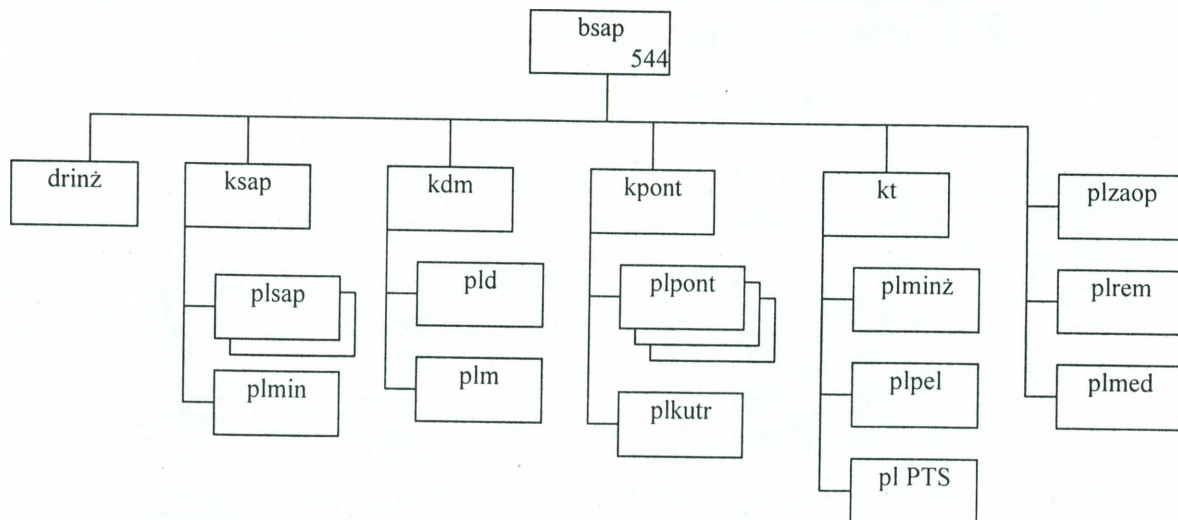 bsap
544
drinż
ksap
kdm
kpont
kt
plzaop
plsap
pld
plpont
plminż
plrem
plmin
plm
plkutr
plpel
plmed
pl PTS